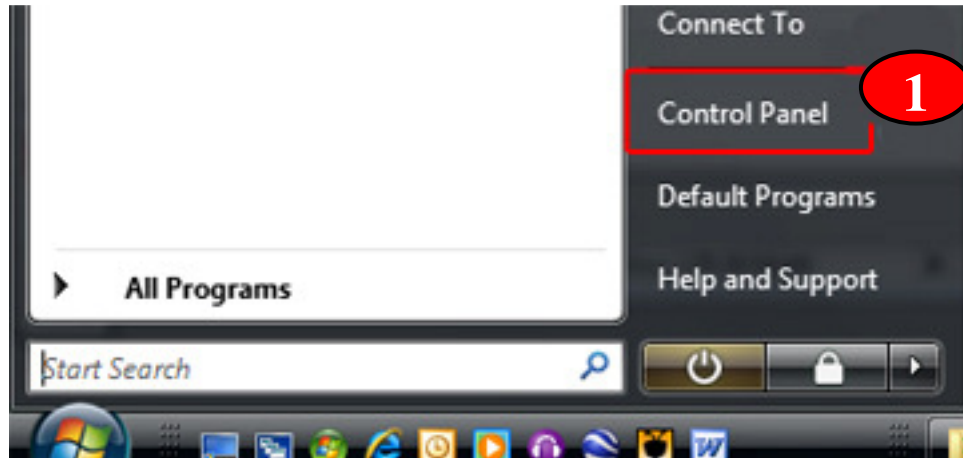 Connect To
Control Panel
1
Default Programs
Help and Support
All Programs
Start Search